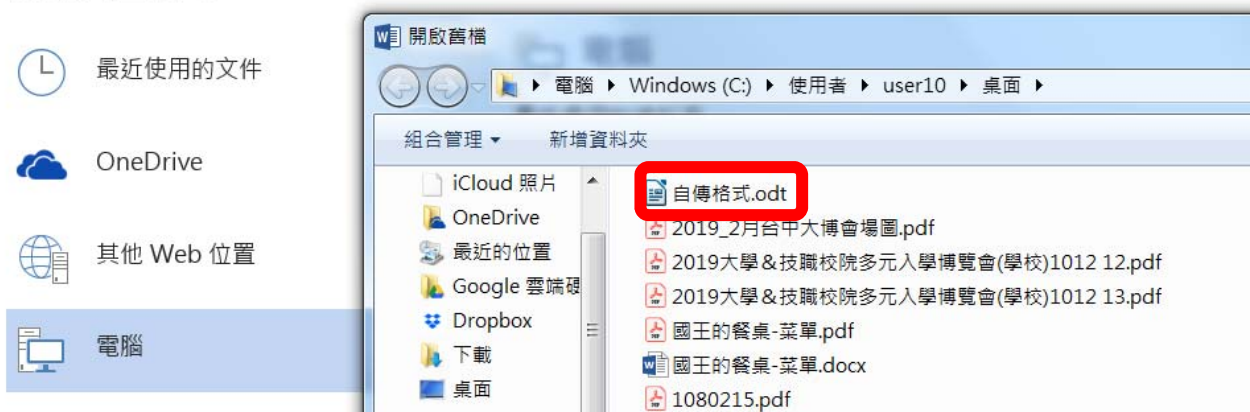 最近使用的文件
OneDrive
其他 Web 位置
電腦
開啟舊檔
電腦 Windows (C:) 使用者 user10 桌面
組合管理 新增資料夾
iCloud 照片
OneDrive
最近的位置
Google 雲端硬
Dropbox
下載
桌面
自傳格式.odt
2019_2月台中大博會場圖.pdf
2019大學&技職校院多元入學博覽會(學校)1012 12.pdf
2019大學&技職校院多元入學博覽會(學校)1012 13.pdf
國王的餐桌-菜單.pdf
國王的餐桌-菜單.docx
1080215.pdf